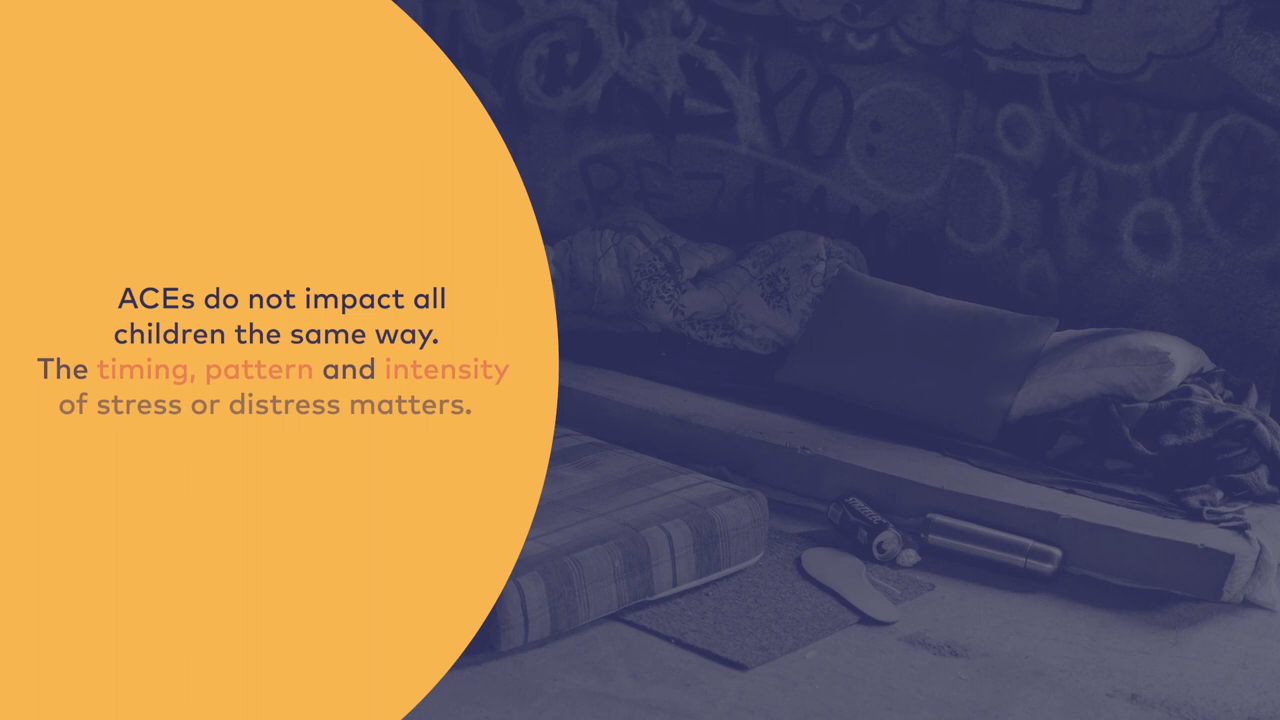 ACEs do not impact all
children the same way.
The timing, pattern and intensity
of stress or distress matters.
YO